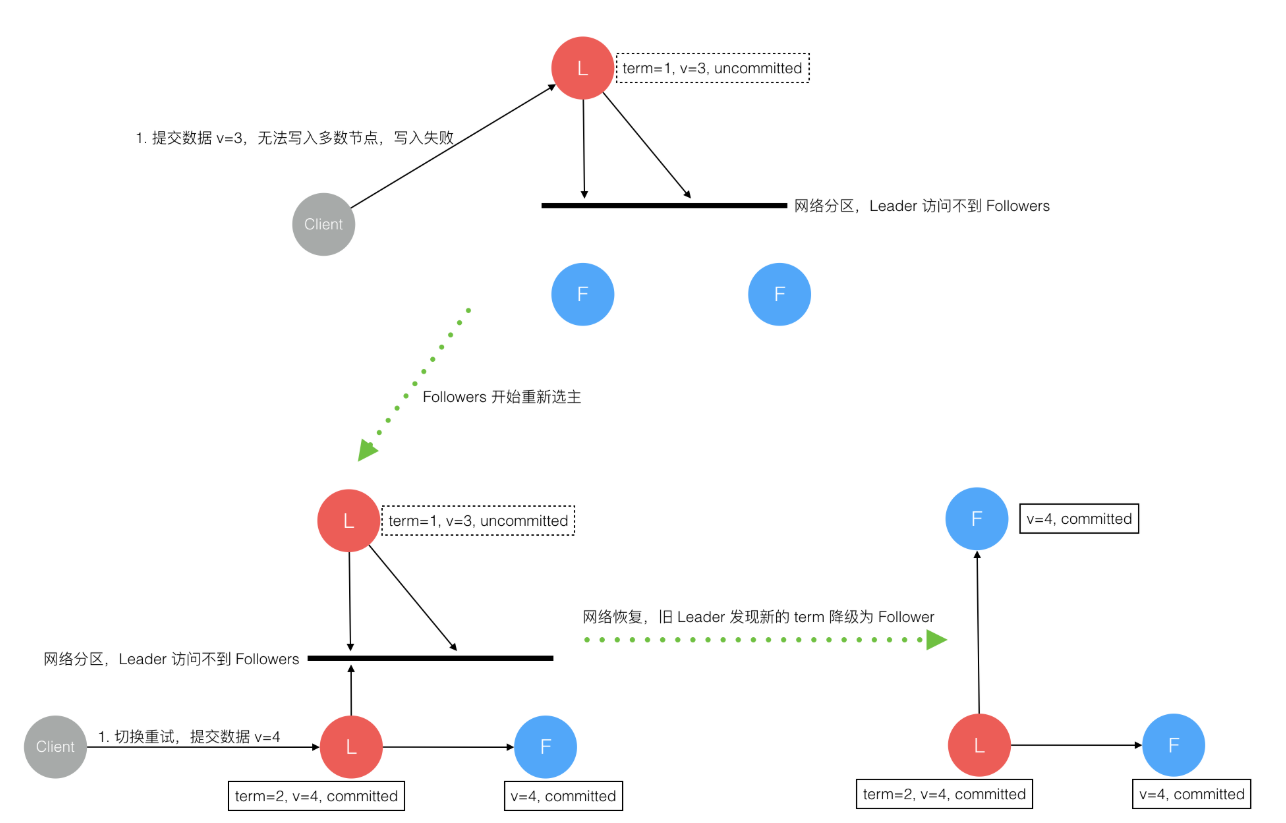 L
term=1, v=3, uncommitted
1. 提交数据 v=3，无法写入多数节点，写入失败
Client
网络分区，Leader 访问不到 Followers
F
F
Followers 开始重新选主
L
term=1, v=3, uncommitted
网络分区，Leader 访问不到 Followers
Client
1. 切换重试，提交数据 v=4
L
F
term=2, v=4, committed
v=4, committed
网络恢复，旧 Leader 发现新的 term 降级为 Follower
F
v=4, committed
L
F
term=2, v=4, committed
v=4, committed